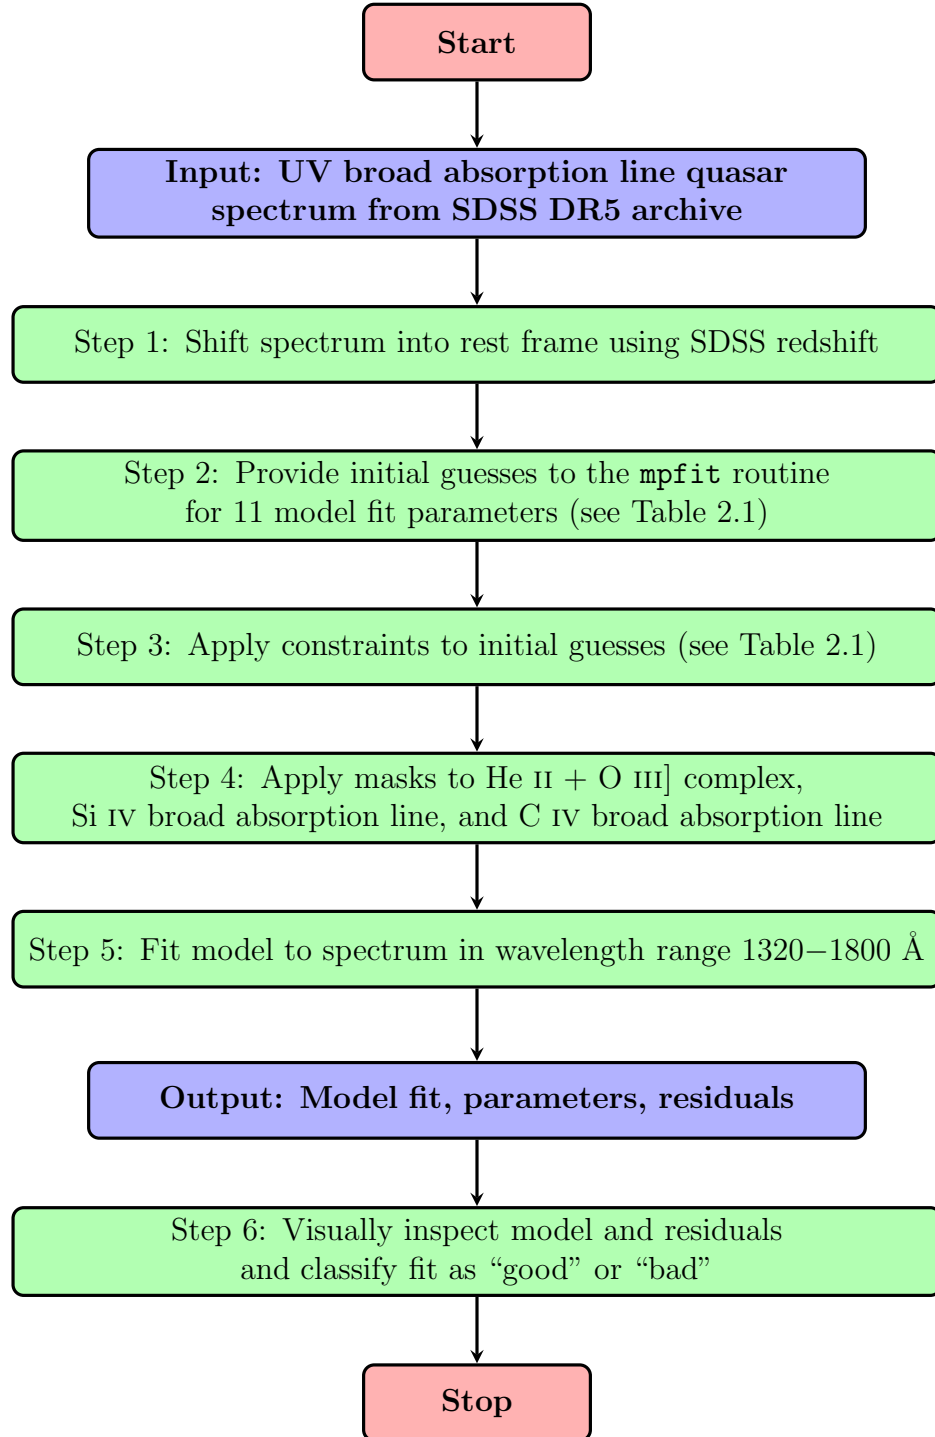 Start
Input: UV broad absorption line quasar
spectrum from SDSS DR5 archive
Step 1: Shift spectrum into rest frame using SDSS redshift
Step 2: Provide initial guesses to the mpfit routine
for 11 model fit parameters (see Table 2.1)
Step 3: Apply constraints to initial guesses (see Table 2.1)
Step 4: Apply masks to He II + O III] complex,
Si IV broad absorption line, and C IV broad absorption line
Step 5: Fit model to spectrum in wavelength range 1320−1800 Å
Output: Model fit, parameters, residuals
Step 6: Visually inspect model and residuals
and classify fit as “good” or “bad”
Stop